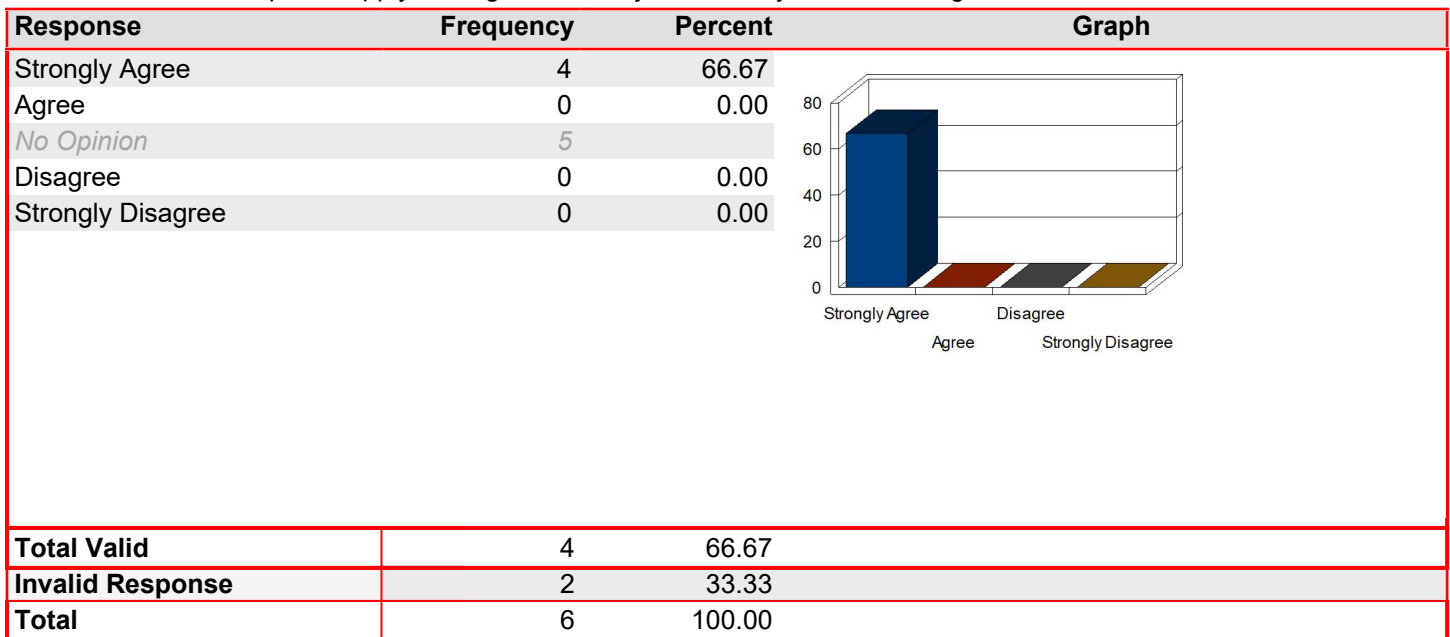 Response Frequency Percent Graph
Strongly Agree 4 66.67
Agree 0 0.00
No Opinion 5
Disagree 0 0.00
Strongly Disagree 0 0.00
80
60
40
20
0
Strongly Agree Disagree
Agree Strongly Disagree
Total Valid 4 66.67
Invalid Response 2 33.33
Total 6 100.00